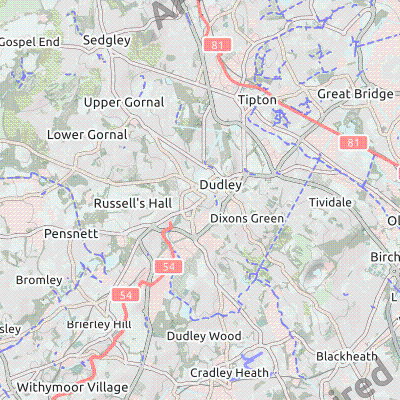 Gospel End
Sedgley
81
Upper Gornal
Tipton
Great Bridge
Lower Gornal
81
Dudley
Russell's Hall
Tividale
Dixons Green
Pensnett
54
Bromley
54
Brierley Hill
Dudley Wood
Blackheath
Cradley Heath
Withymoor Village